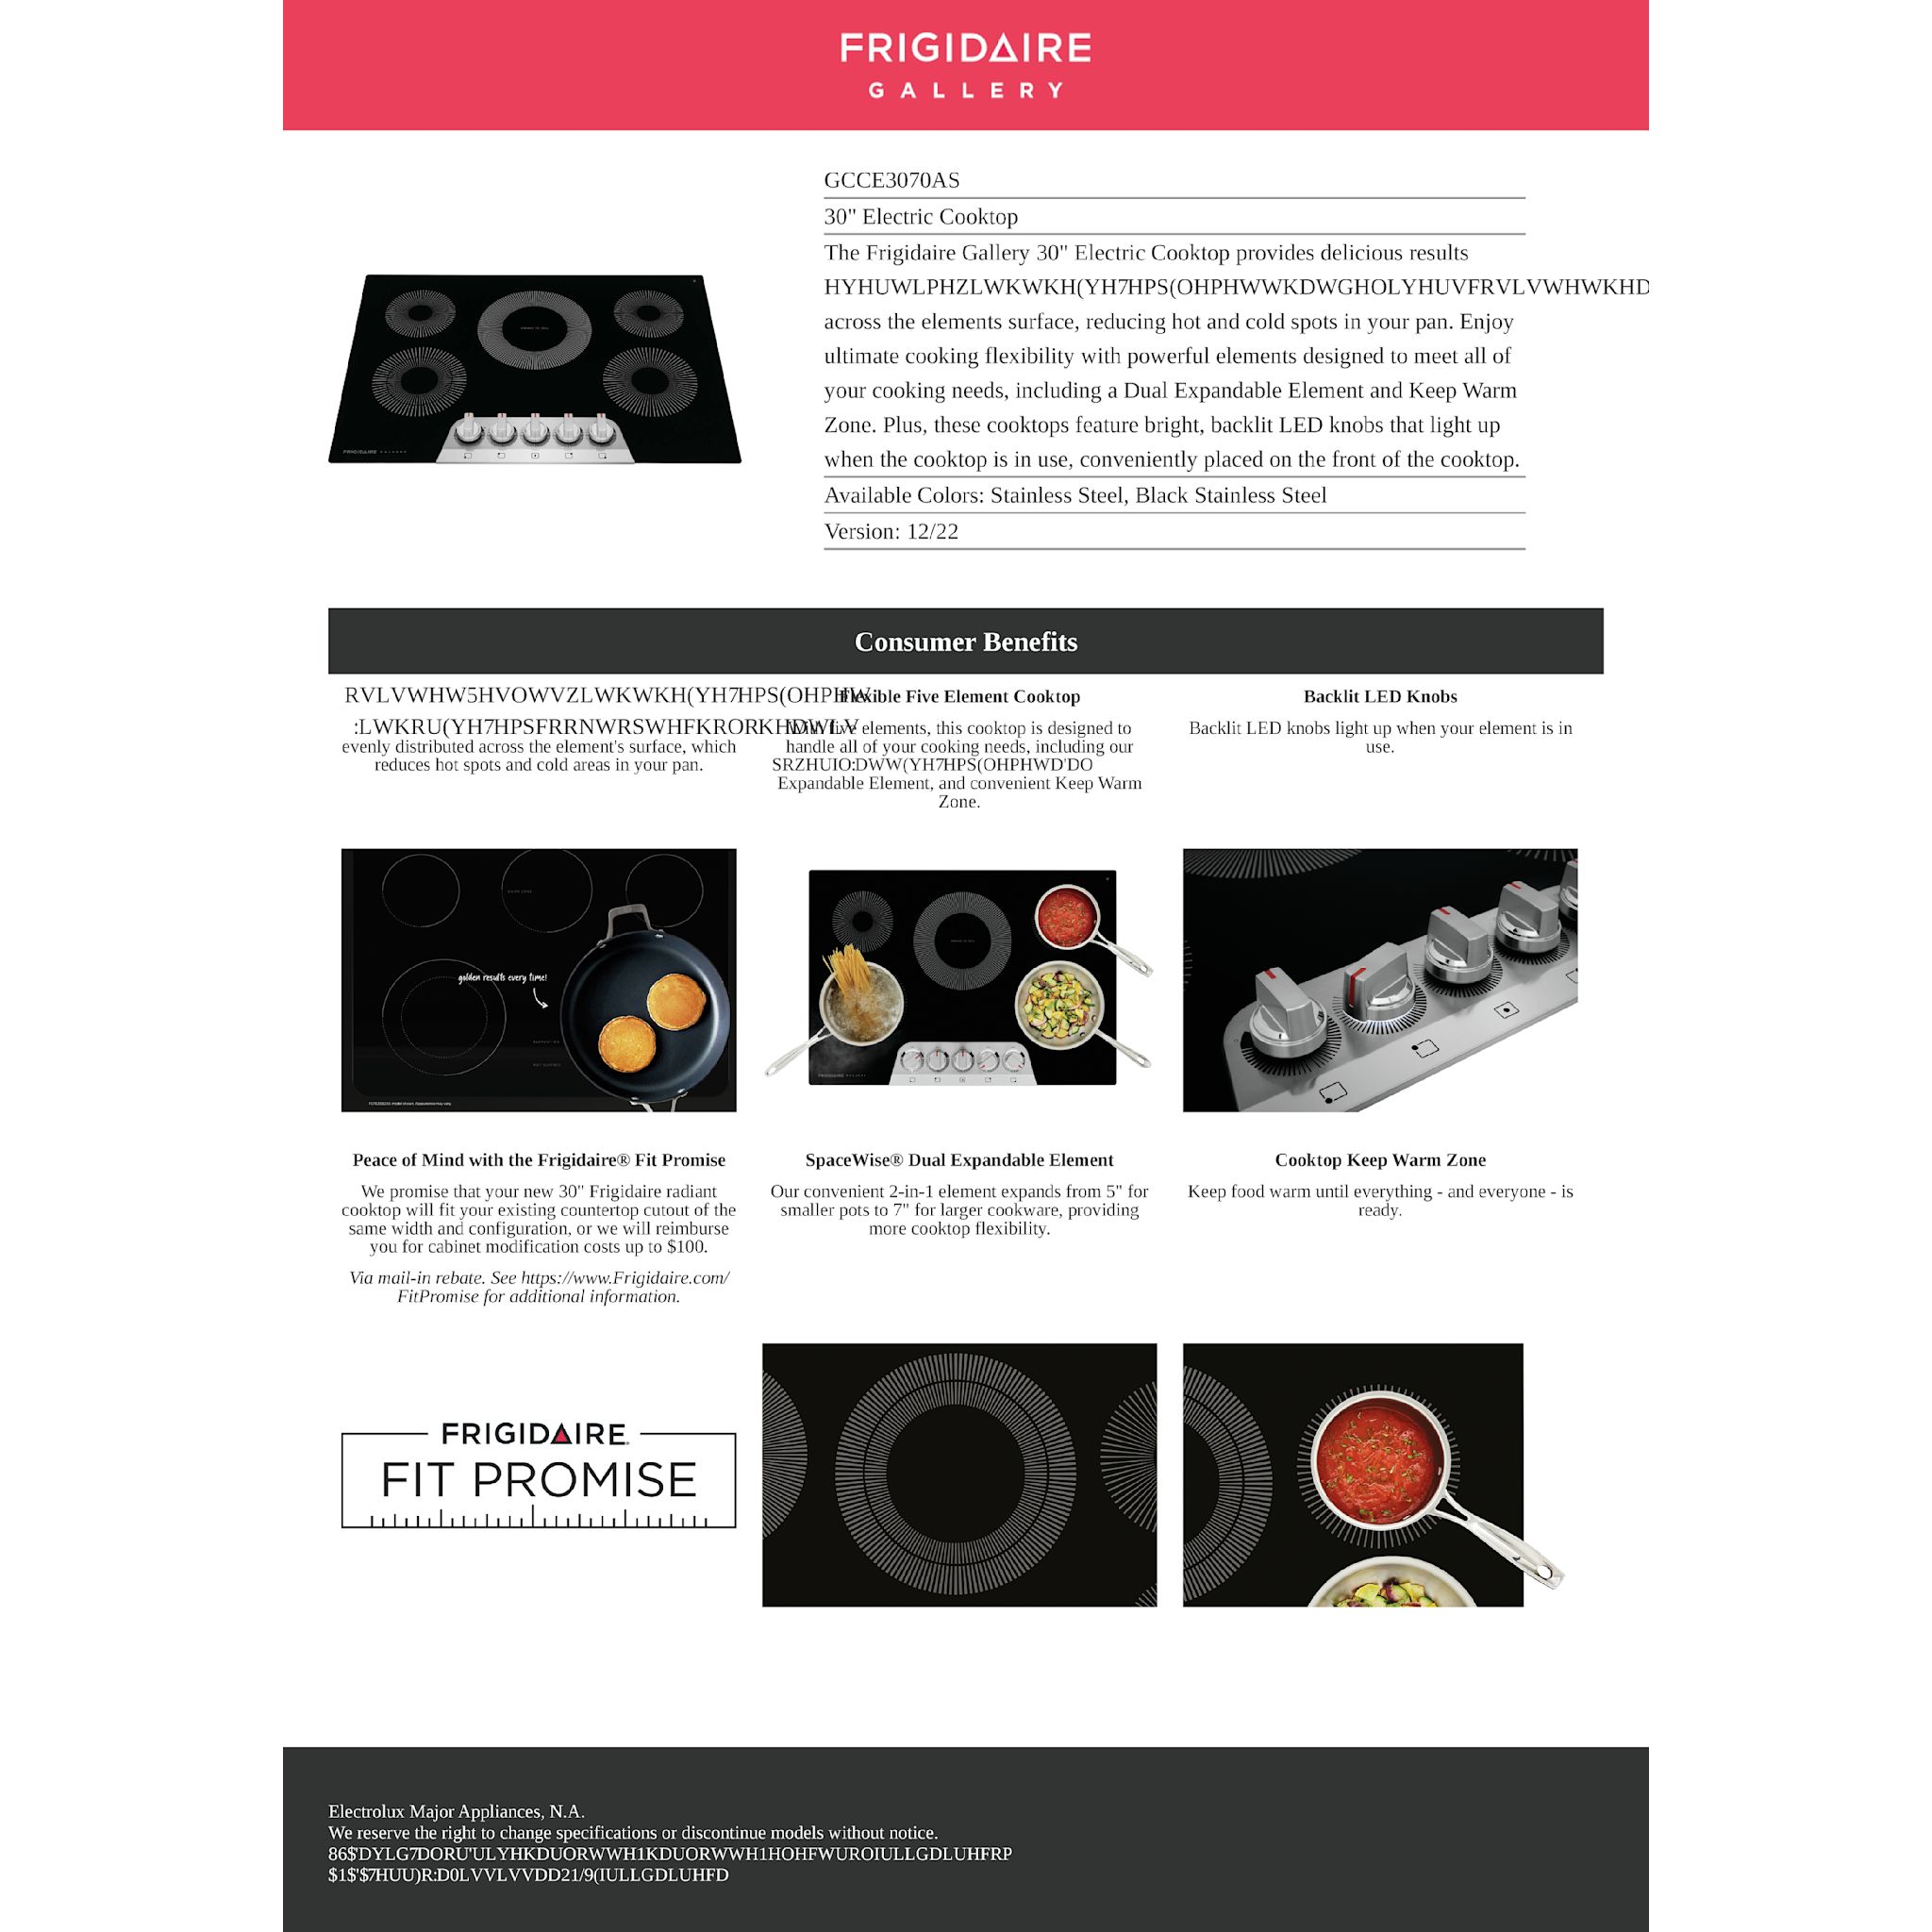 FRIGIDAIRE
GALLERY
GCCE3070AS
30" Electric Cooktop
The Frigidaire Gallery 30" Electric Cooktop provides delicious results
HYHUWLPHZLWKWKH(YH7HPS(OHPHWWKDWGHOLYHUVFRVLVWHWKHD
across the elements surface, reducing hot and cold spots in your pan. Enjoy
ultimate cooking flexibility with powerful elements designed to meet all of
your cooking needs, including a Dual Expandable Element and Keep Warm
Zone. Plus, these cooktops feature bright, backlit LED knobs that light up
when the cooktop is in use, conveniently placed on the front of the cooktop.
Available Colors: Stainless Steel, Black Stainless Steel
Version: 12/22
Consumer Benefits
RVLVWHW5HVOWVZLWKWKH(YH7HPS(OHPHW
:LWKRU(YH7HPSFRRNWRSWHFKRORKHDWLV
evenly distributed across the element's surface, which
reduces hot spots and cold areas in your pan.
Flexible Five Element Cooktop
With five elements, this cooktop is designed to
handle all of your cooking needs, including our
SRZHUIO:DWW(YH7HPS(OHPHWD'DO
Expandable Element, and convenient Keep Warm
Zone.
Backlit LED Knobs
Backlit LED knobs light up when your element is in
use.
golden results every time!
FRIGIDAIRE
Peace of Mind with the Frigidaire® Fit Promise
We promise that your new 30" Frigidaire radiant
cooktop will fit your existing countertop cutout of the
same width and configuration, or we will reimburse
you for cabinet modification costs up to $100.
Via mail-in rebate. See https://www.Frigidaire.com/
FitPromise for additional information.
SpaceWise® Dual Expandable Element
Our convenient 2-in-1 element expands from 5" for
smaller pots to 7" for larger cookware, providing
more cooktop flexibility.
Cooktop Keep Warm Zone
Keep food warm until everything - and everyone - is
ready.
FRIGIDAIRE
FIT PROMISE
Electrolux Major Appliances, N.A.
We reserve the right to change specifications or discontinue models without notice.
86$'DYLG7DORU'ULYHKDUORWWH1KDUORWWH1HOHFWUROIULLGDLUHFRP
$1$'$7HUU)R:D0LVVLVVDD21/9(IULLGDLUHFD